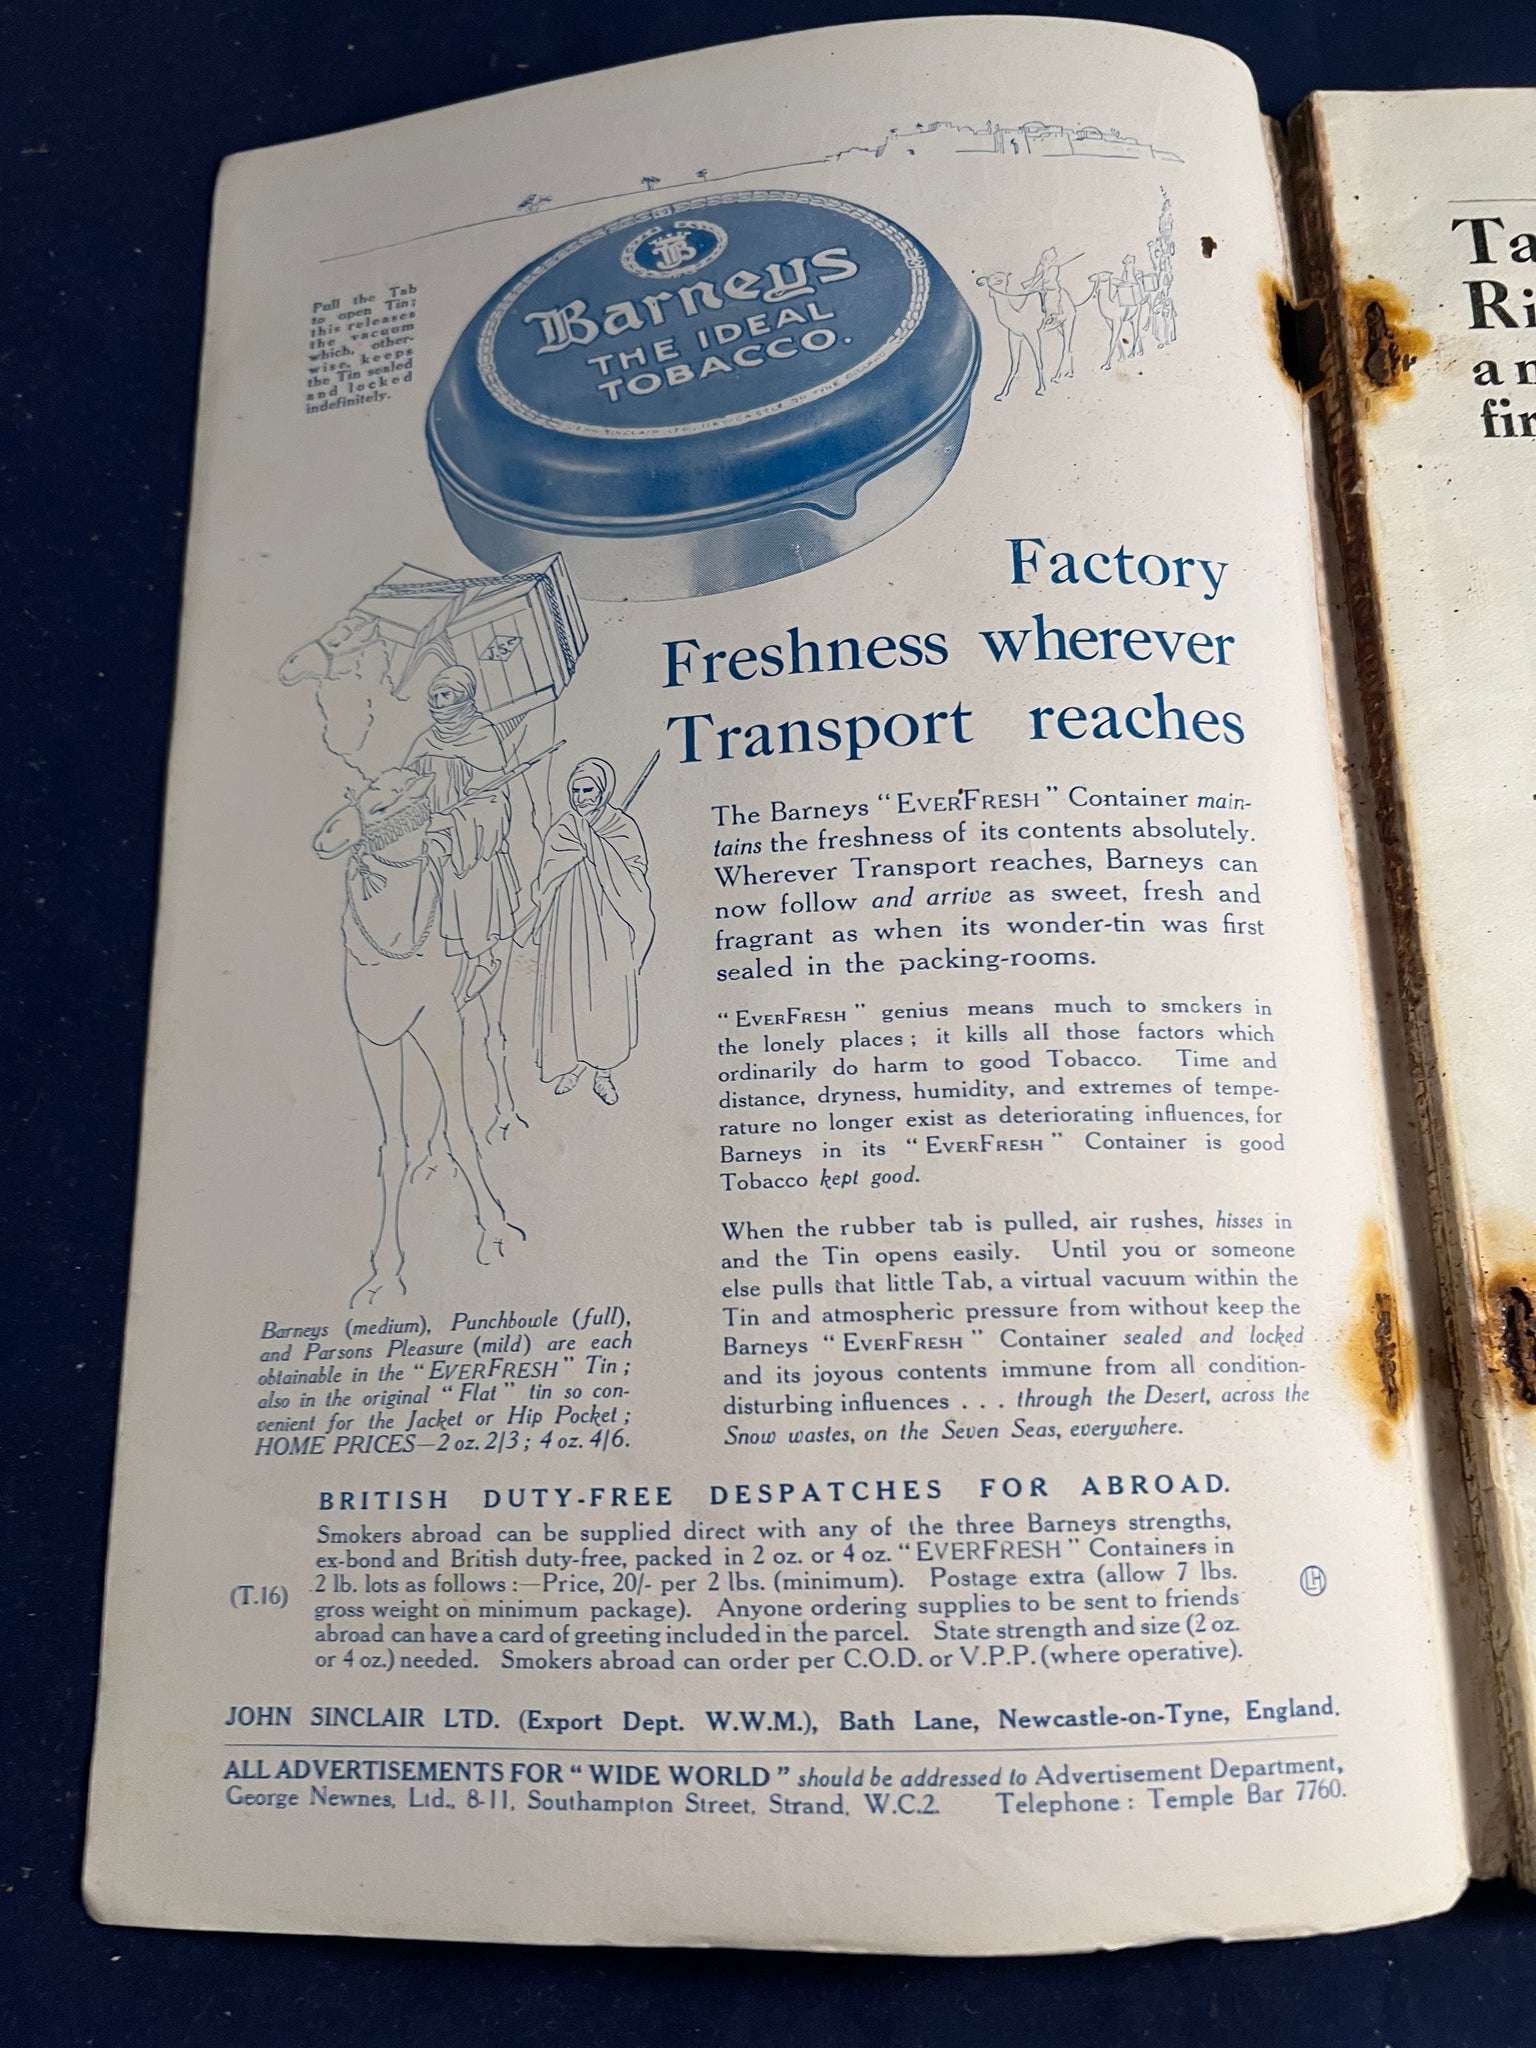 Pull the Tab
to open Tin;
this releases
the vacuum
which, other-
wise, keeps
the Tin sealed
and locked
indefinitely.
B
Barneys
THE IDEAL
TOBACCO.
JOHN SINCLAIR LTD. NEWCASTLE ON TYNE ENGLAND
J.S.
Factory
Freshness wherever
Transport reaches
The Barneys "EVERFRESH" Container main-
tains the freshness of its contents absolutely.
Wherever Transport reaches, Barneys can
now follow and arrive as sweet, fresh and
fragrant as when its wonder-tin was first
sealed in the packing-rooms.
"EVERFRESH" genius means much to smokers in
the lonely places; it kills all those factors which
ordinarily do harm to good Tobacco. Time and
distance, dryness, humidity, and extremes of tempe-
rature no longer exist as deteriorating influences, for
Barneys in its "EVERFRESH" Container is good
Tobacco kept good.
When the rubber tab is pulled, air rushes, hisses in
and the Tin opens easily. Until you or someone
else pulls that little Tab, a virtual vacuum within the
Tin and atmospheric pressure from without keep the
Barneys "EVERFRESH" Container sealed and locked
and its joyous contents immune from all condition-
disturbing influences . . . through the Desert, across the
Snow wastes, on the Seven Seas, everywhere.
Barneys (medium), Punchbowle (full),
and Parsons Pleasure (mild) are each
obtainable in the "EVERFRESH" Tin;
also in the original "Flat" tin so con-
venient for the Jacket or Hip Pocket;
HOME PRICES—2 oz. 2/3; 4 oz. 4/6.
BRITISH DUTY-FREE DESPATCHES FOR ABROAD.
Smokers abroad can be supplied direct with any of the three Barneys strengths,
ex-bond and British duty-free, packed in 2 oz. or 4 oz. "EVERFRESH" Containers in
2 lb. lots as follows:—Price, 20/- per 2 lbs. (minimum). Postage extra (allow 7 lbs.
gross weight on minimum package). Anyone ordering supplies to be sent to friends
abroad can have a card of greeting included in the parcel. State strength and size (2 oz.
or 4 oz.) needed. Smokers abroad can order per C.O.D. or V.P.P. (where operative).
(T.16)
LH
JOHN SINCLAIR LTD. (Export Dept. W.W.M.), Bath Lane, Newcastle-on-Tyne, England.
ALL ADVERTISEMENTS FOR "WIDE WORLD" should be addressed to Advertisement Department,
George Newnes, Ltd., 8-11, Southampton Street, Strand, W.C.2. Telephone: Temple Bar 7760.
Ta
Ri
an
fir